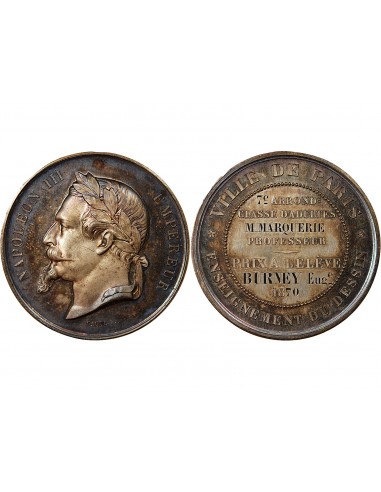 NAPOLEON III EMPEREUR
VILLE DE PARIS
7e ARROND.
CLASSE D'ADULTES
M. MARQUERIE
PROFESSEUR
PRIX A L'ELEVE
BURNEY Eug.
1870
ENSEIGNEMENT DU DESSIN